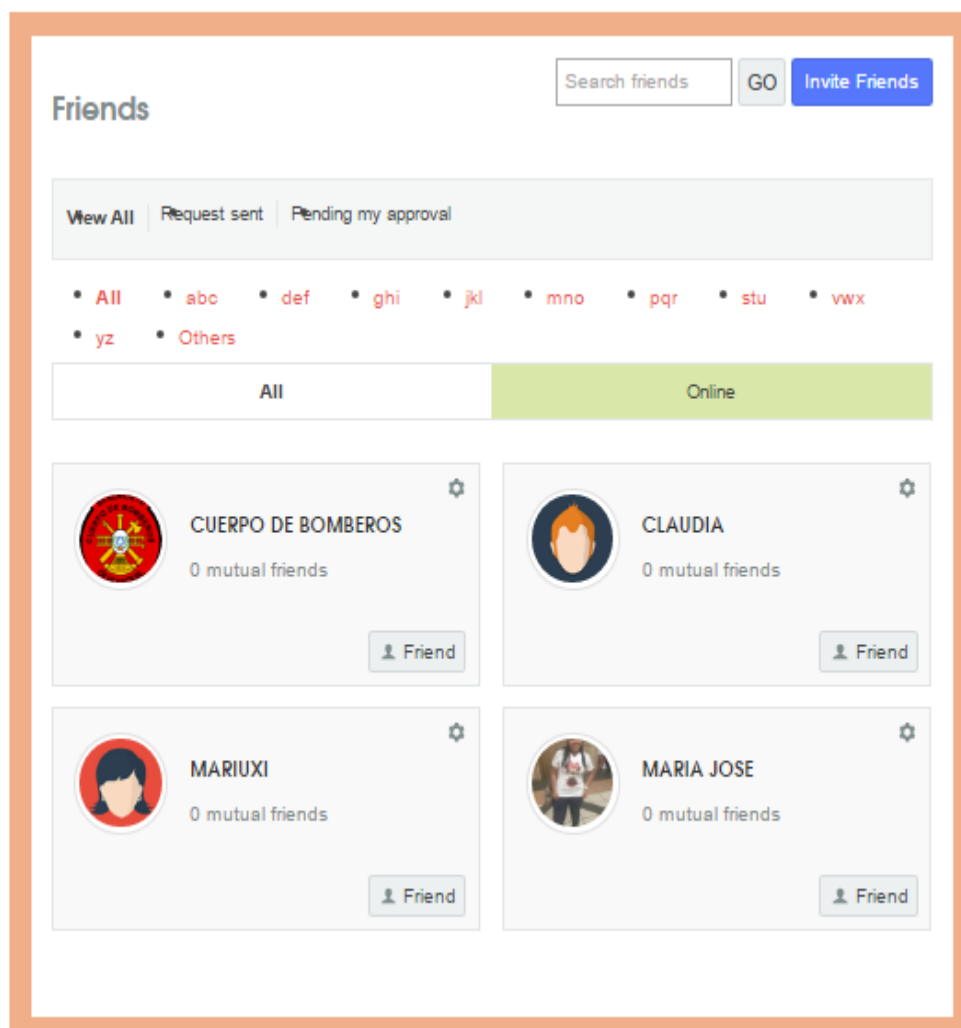 Search friends GO Invite Friends
Friends
View All Request sent Pending my approval
All abc def ghi jkl mno pqr stu vwx
yz Others
All Online
CUERPO DE BOMBEROS CLAUDIA
0 mutual friends 0 mutual friends
Friend Friend
MARIUXI MARIA JOSE
0 mutual friends 0 mutual friends
Friend Friend